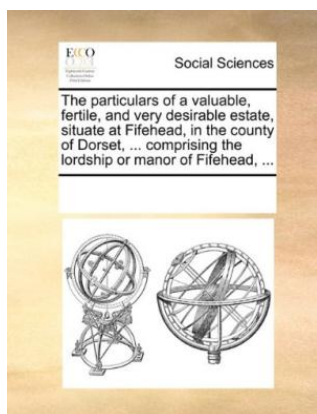 ECCO
Social Sciences
The particulars of a valuable,
fertile, and very desirable estate,
situate at Fifehead, in the county
of Dorset, ... comprising the
lordship or manor of Fifehead, ...